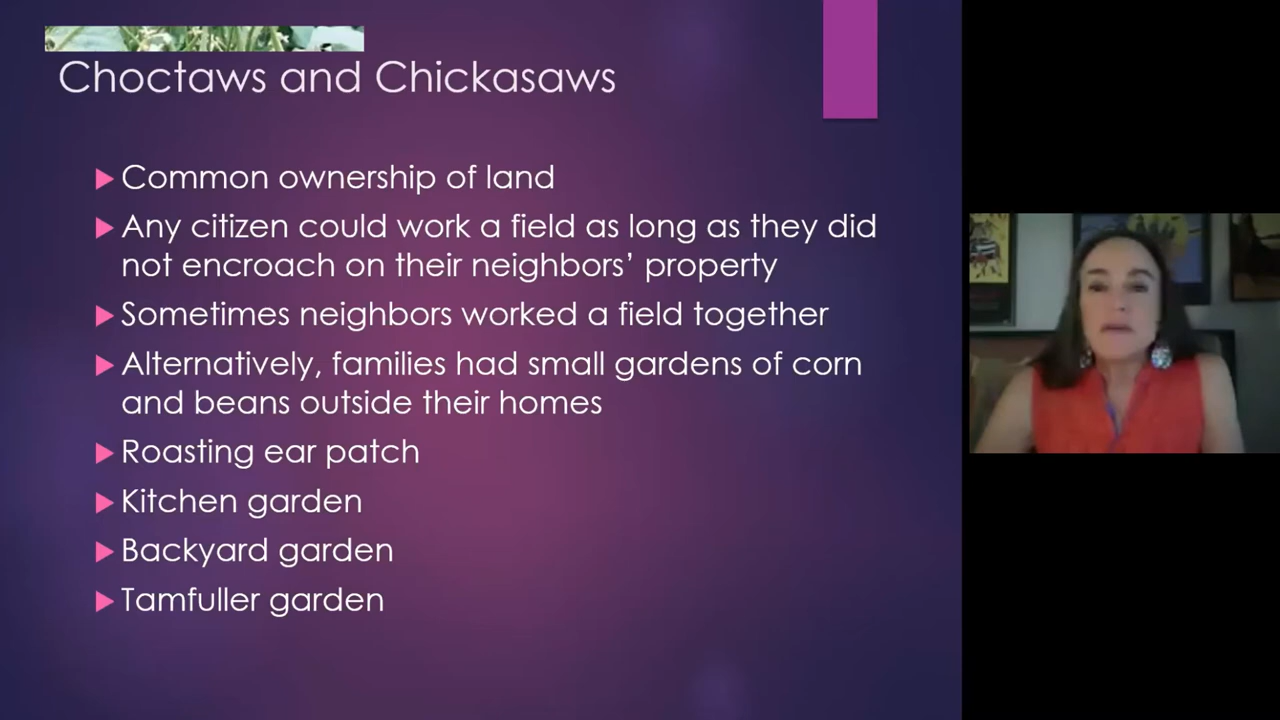 Choctaws and Chickasaws
Common ownership of land
Any citizen could work a field as long as they did
not encroach on their neighbors’ property
Sometimes neighbors worked a field together
Alternatively, families had small gardens of corn
and beans outside their homes
Roasting ear patch
Kitchen garden
Backyard garden
Tamfuller garden